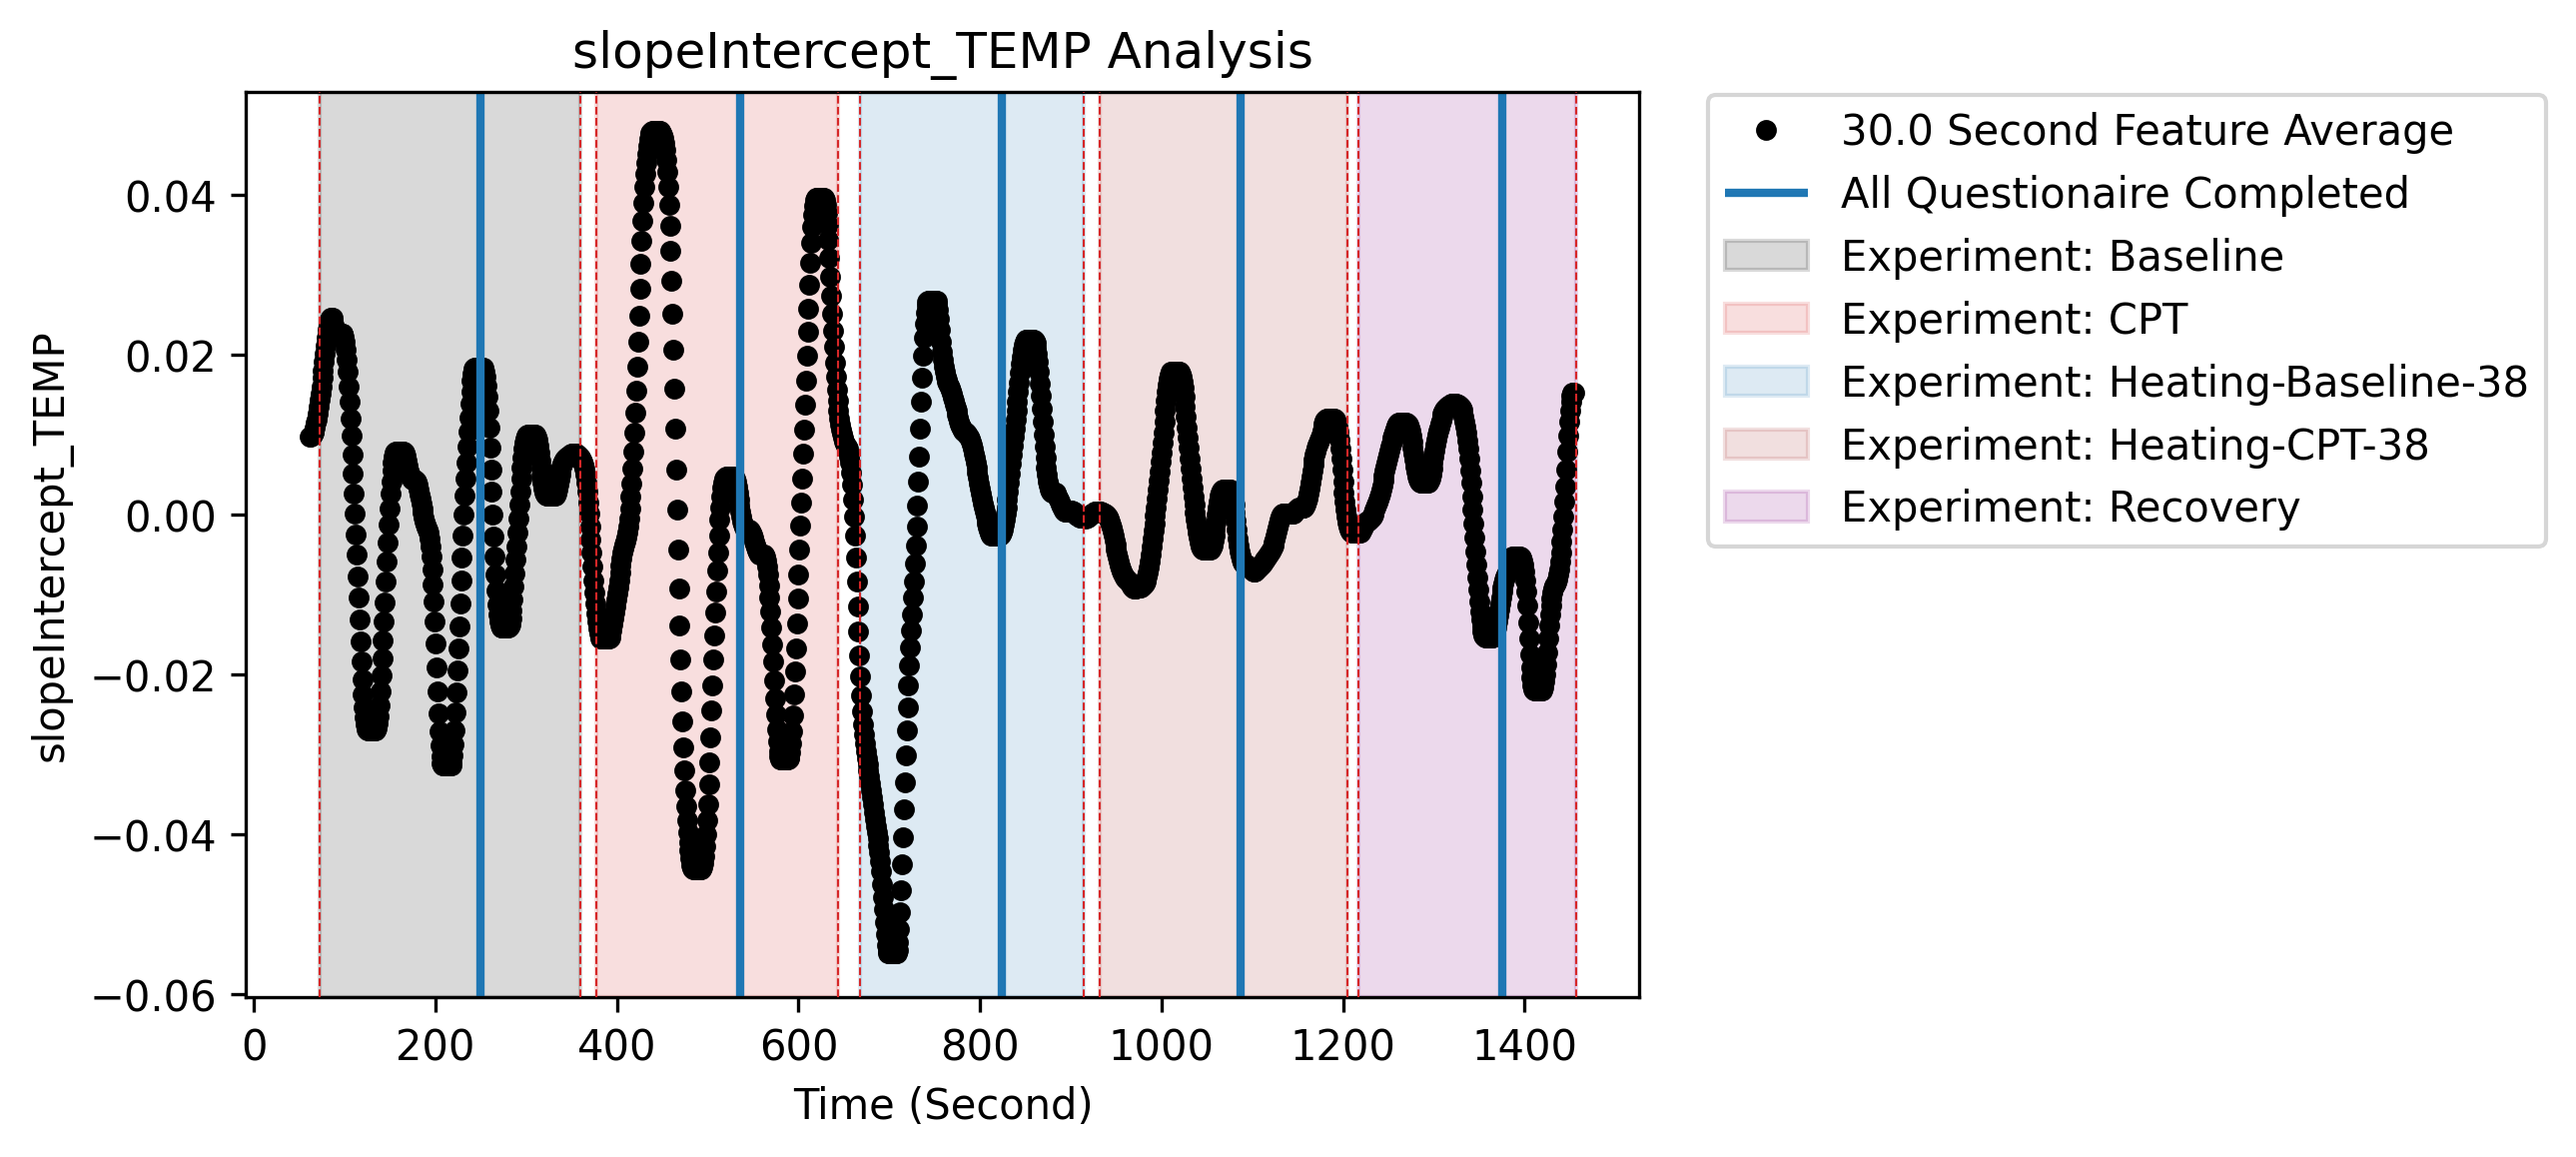 slopeIntercept_TEMP Analysis
slopeIntercept_TEMP
0.04
0.02
0.00
−0.02
−0.04
−0.06
0 200 400 600 800 1000 1200 1400
Time (Second)
30.0 Second Feature Average
All Questionaire Completed
Experiment: Baseline
Experiment: CPT
Experiment: Heating-Baseline-38
Experiment: Heating-CPT-38
Experiment: Recovery